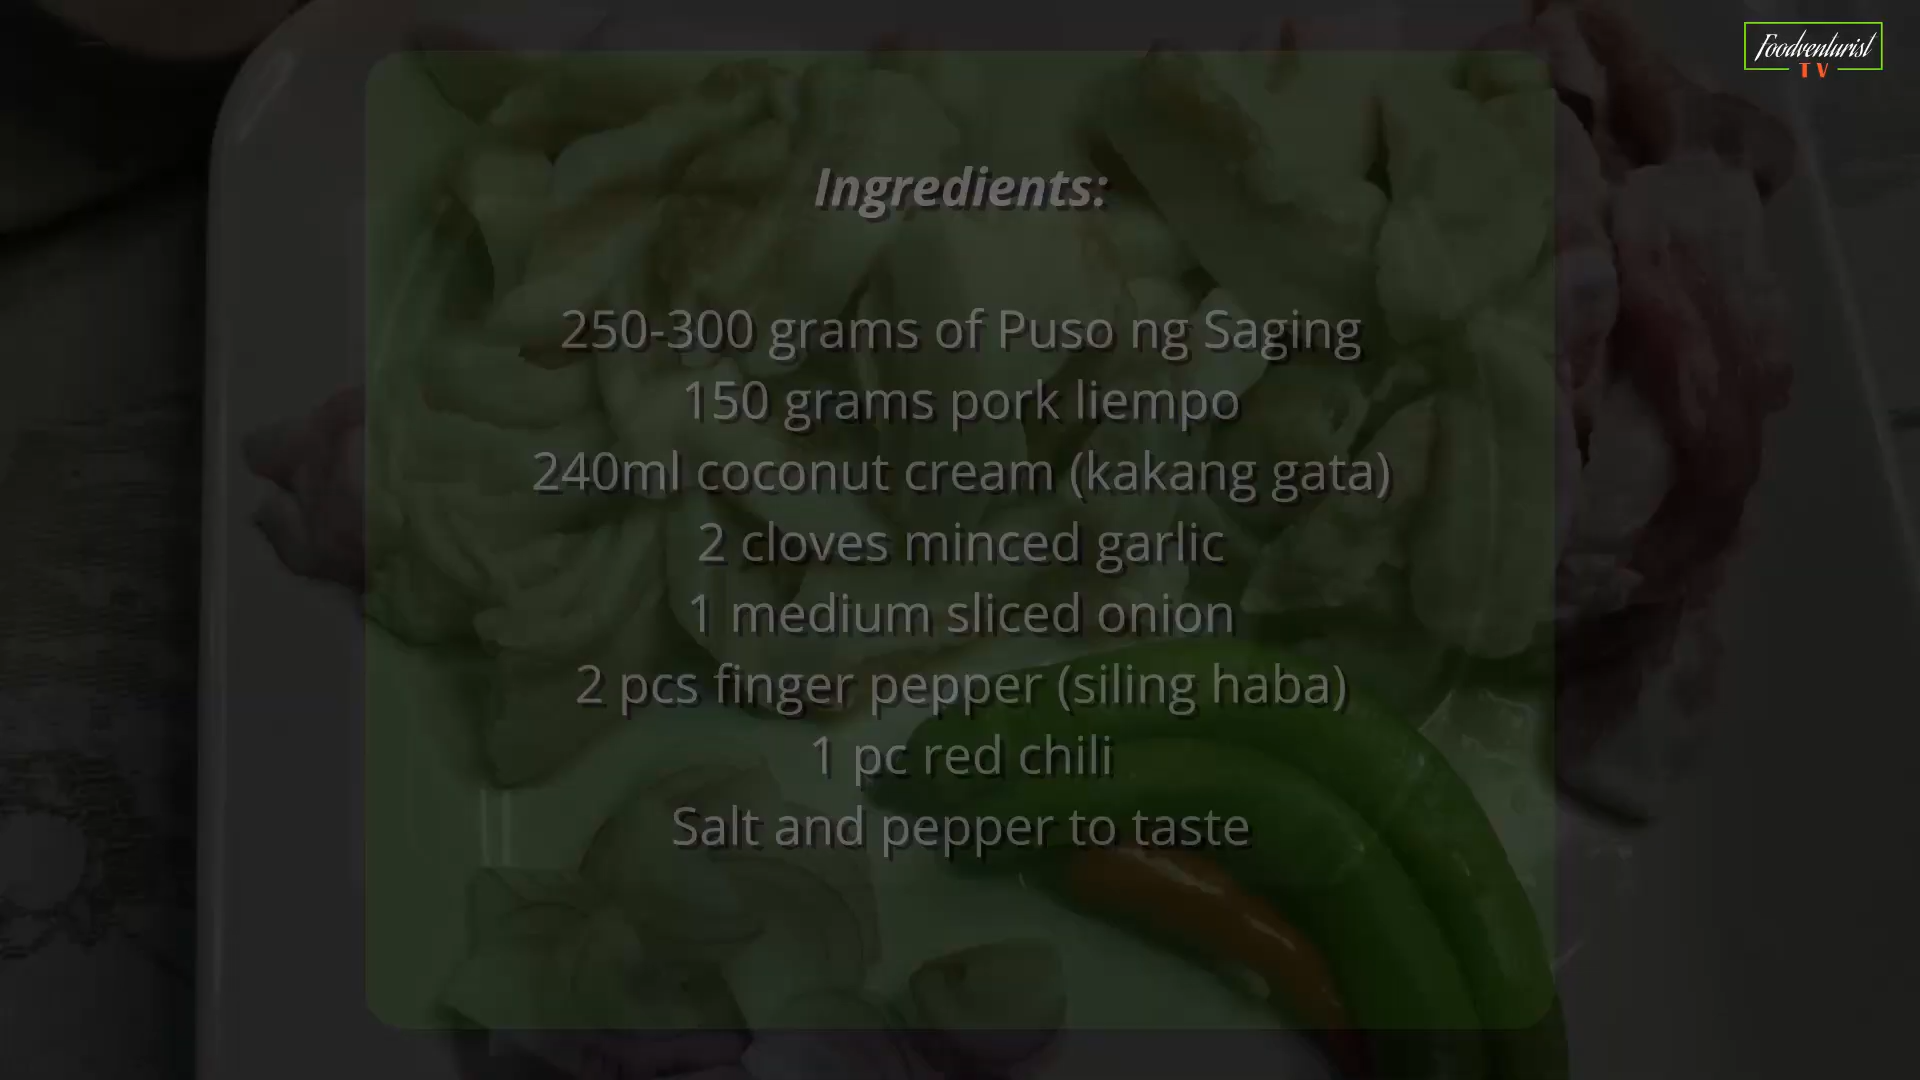 Foodventurist
TV
Ingredients:
250-300 grams of Puso ng Saging
150 grams pork liempo
240ml coconut cream (kakang gata)
2 cloves minced garlic
1 medium sliced onion
2 pcs finger pepper (siling haba)
1 pc red chili
Salt and pepper to taste